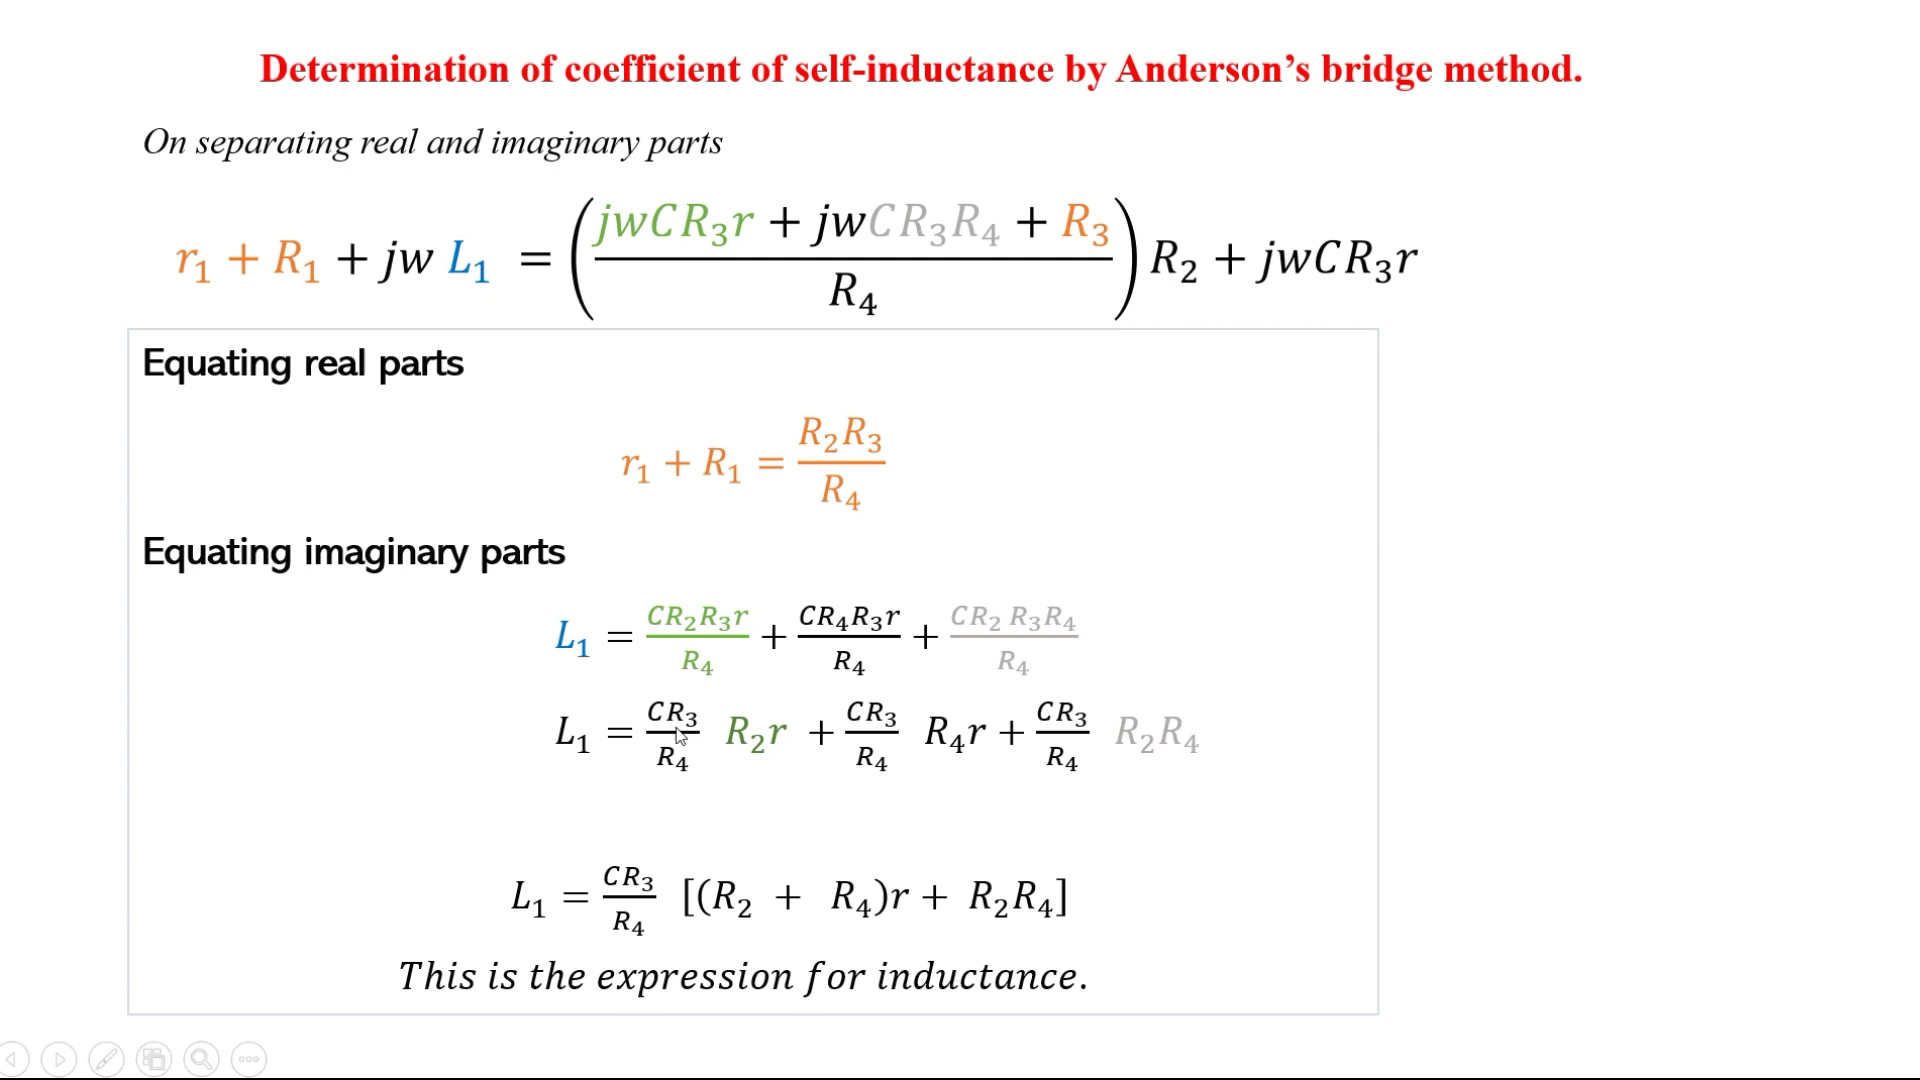 Determination of coefficient of self-inductance by Anderson’s bridge method.
On separating real and imaginary parts
r₁ + R₁ + jw L₁ = ((jwCR₃r + jwCR₃R₄ + R₃)/R₄) R₂ + jwCR₃r
Equating real parts
r₁ + R₁ = R₂R₃/R₄
Equating imaginary parts
L₁ = CR₂R₃r/R₄ + CR₄R₃r/R₄ + CR₂ R₃R₄/R₄
L₁ = CR₃/R₄ R₂r + CR₃/R₄ R₄r + CR₃/R₄ R₂R₄
L₁ = CR₃/R₄ [(R₂ + R₄)r + R₂R₄]
This is the expression for inductance.